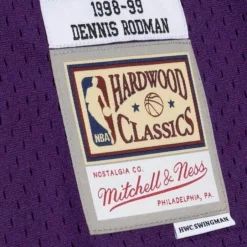 1998-99
DENNIS RODMAN
HARDWOOD
CLASSICS
NBA
NOSTALGIA CO.
Mitchell & Ness
PHILADELPHIA, PA.
HWC SWINGMAN